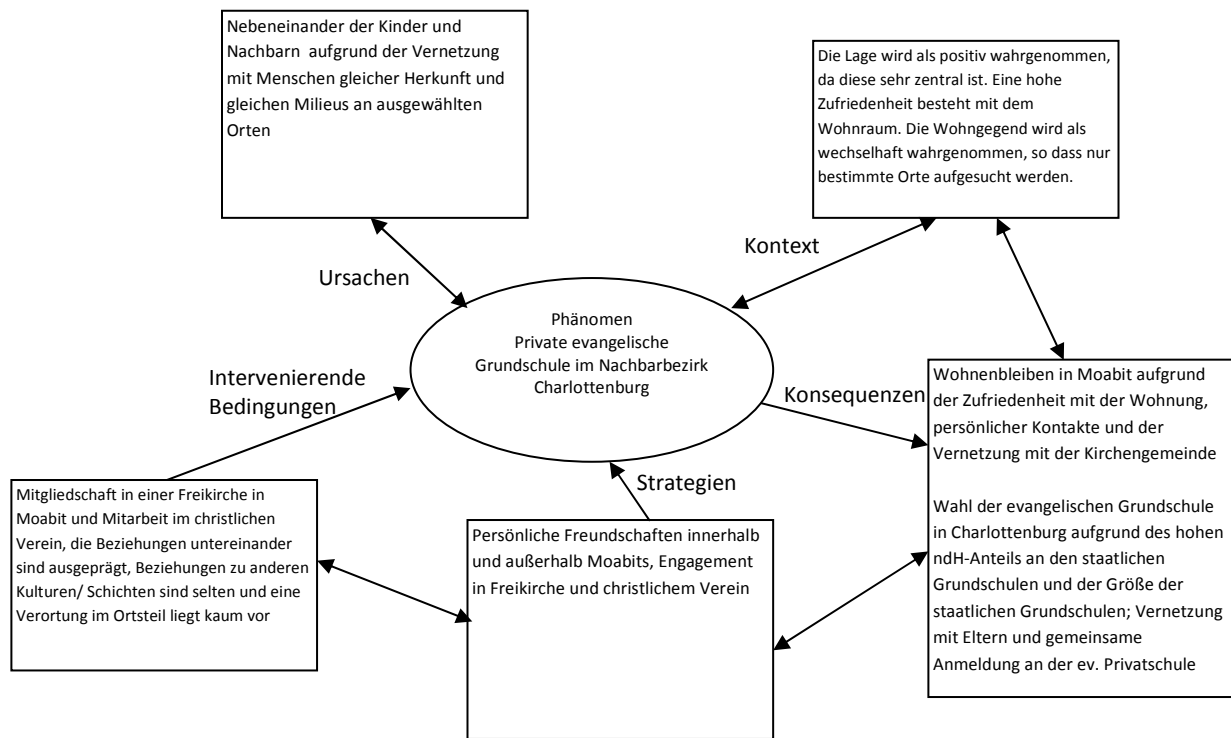 Nebeneinander der Kinder und
Nachbarn aufgrund der Vernetzung
mit Menschen gleicher Herkunft und
gleichen Milieus an ausgewählten
Orten
Die Lage wird als positiv wahrgenommen,
da diese sehr zentral ist. Eine hohe
Zufriedenheit besteht mit dem
Wohnraum. Die Wohngegend wird als
wechselhaft wahrgenommen, so dass nur
bestimmte Orte aufgesucht werden.
Ursachen
Kontext
Phänomen
Private evangelische
Grundschule im Nachbarbezirk
Charlottenburg
Intervenierende
Bedingungen
Konsequenzen
Strategien
Mitgliedschaft in einer Freikirche in
Moabit und Mitarbeit im christlichen
Verein, die Beziehungen untereinander
sind ausgeprägt, Beziehungen zu anderen
Kulturen/ Schichten sind selten und eine
Verortung im Ortsteil liegt kaum vor
Persönliche Freundschaften innerhalb
und außerhalb Moabits, Engagement
in Freikirche und christlichem Verein
Wohnenbleiben in Moabit aufgrund
der Zufriedenheit mit der Wohnung,
persönlicher Kontakte und der
Vernetzung mit der Kirchengemeinde
Wahl der evangelischen Grundschule
in Charlottenburg aufgrund des hohen
ndH-Anteils an den staatlichen
Grundschulen und der Größe der
staatlichen Grundschulen; Vernetzung
mit Eltern und gemeinsame
Anmeldung an der ev. Privatschule